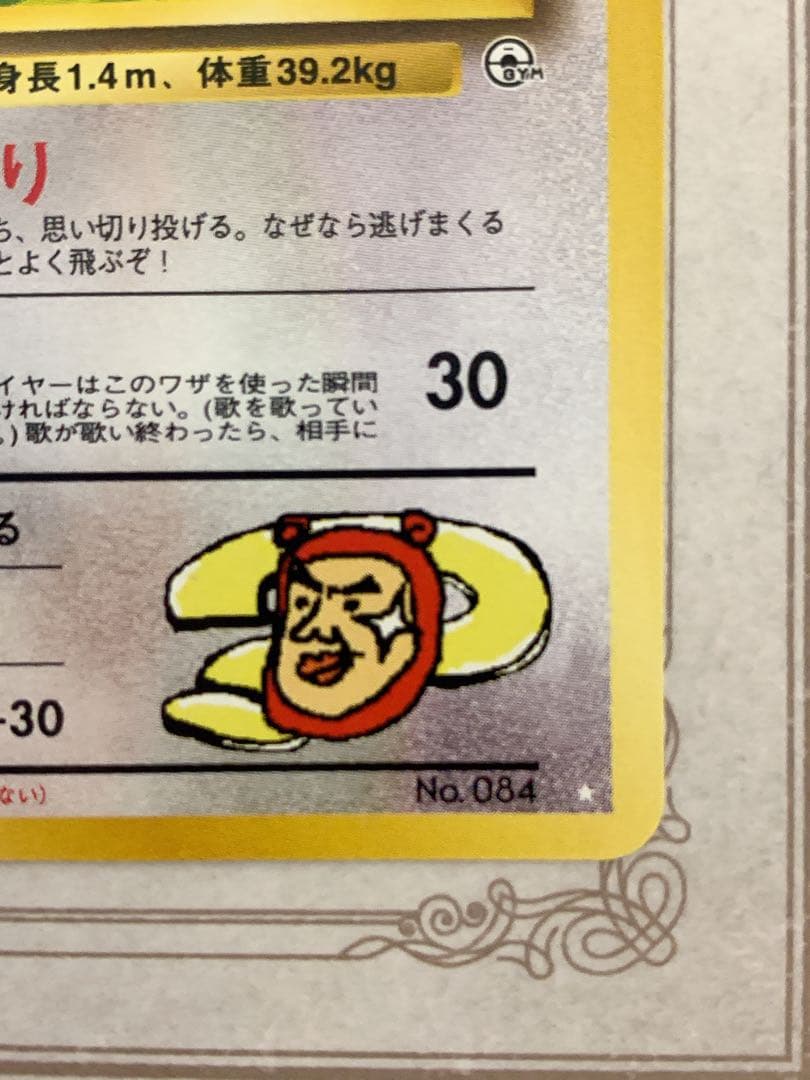 身長1.4m、体重39.2kg
GYM
り
ち、思い切り投げる。なぜなら逃げまくる
とよく飛ぶぞ！
イヤーはこのワザを使った瞬間
30
ければならない。(歌を歌ってい
。)歌が歌い終わったら、相手に
る
-30
ない)
No. 084